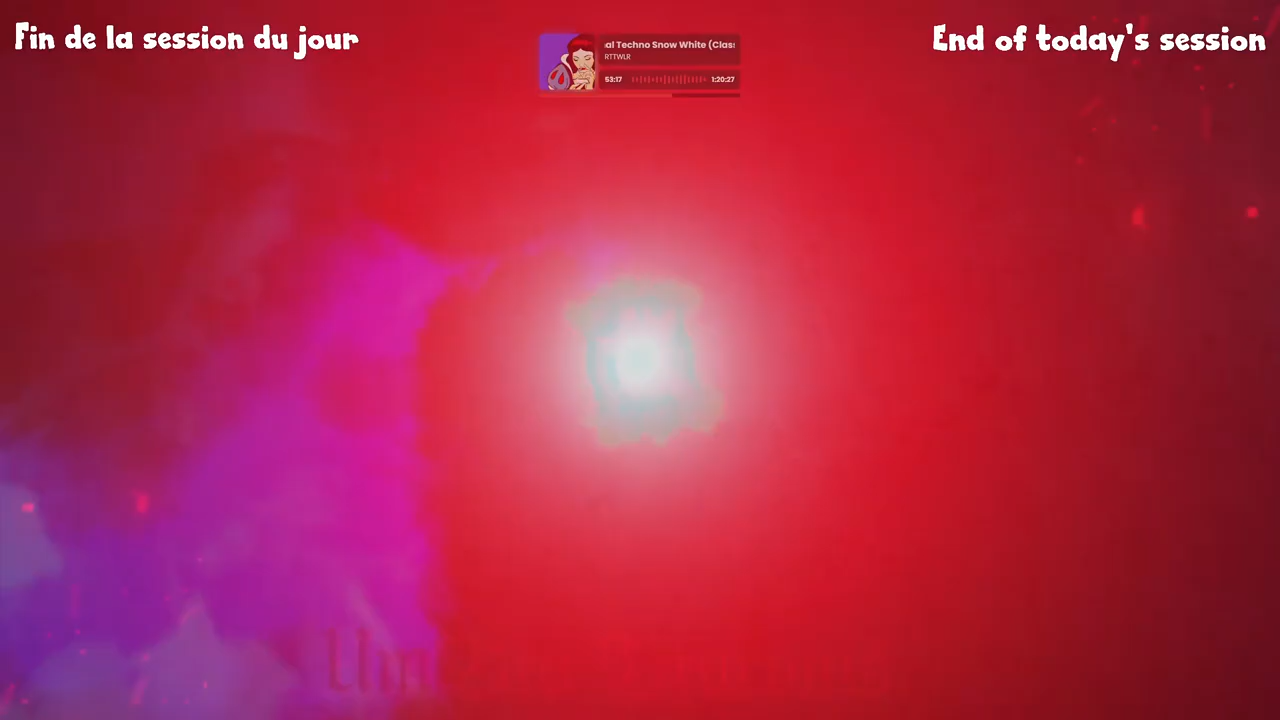 Fin de la session du jour
End of today's session
al Techno Snow White (Clas
RTTWLR
53:17
1:20:27